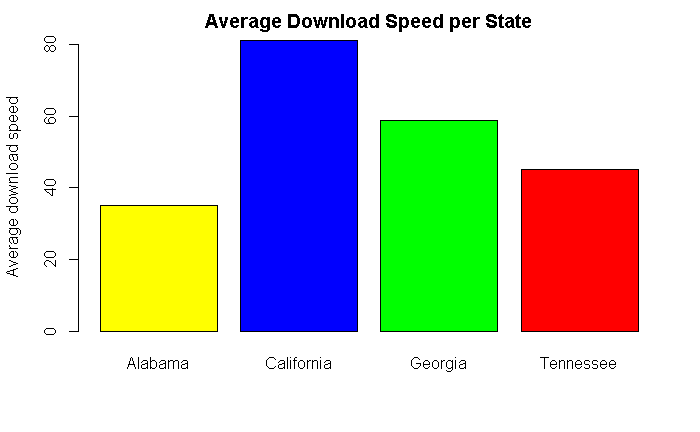 Average Download Speed per State
Average download speed
80
60
40
20
0
Alabama California Georgia Tennessee